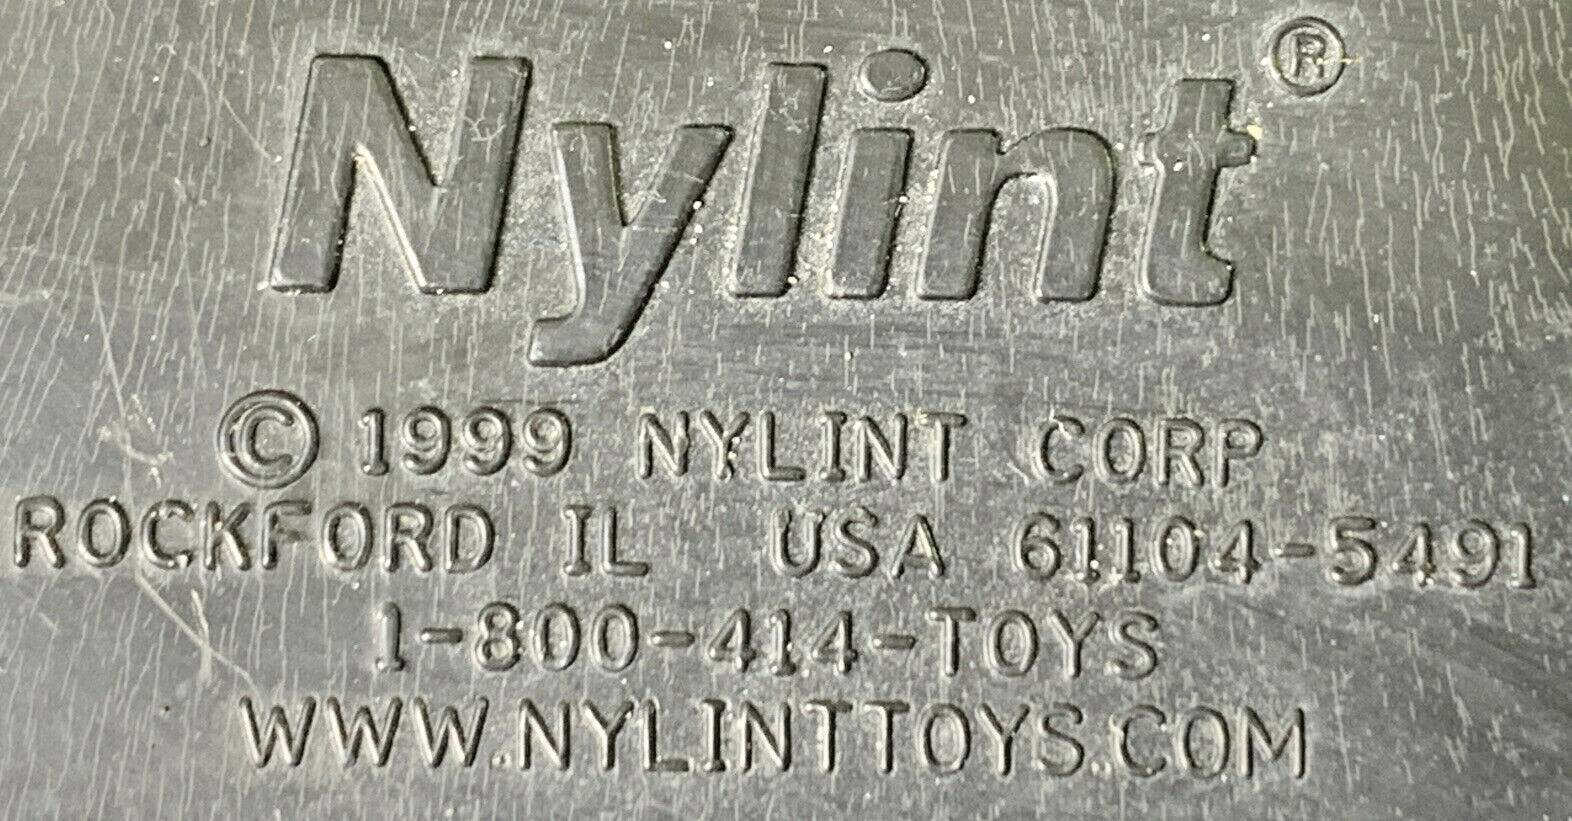 Nylint®
© 1999 NYLINT CORP
ROCKFORD IL USA 61104-5491
1-800-414-TOYS
WWW.NYLINTTOYS.COM